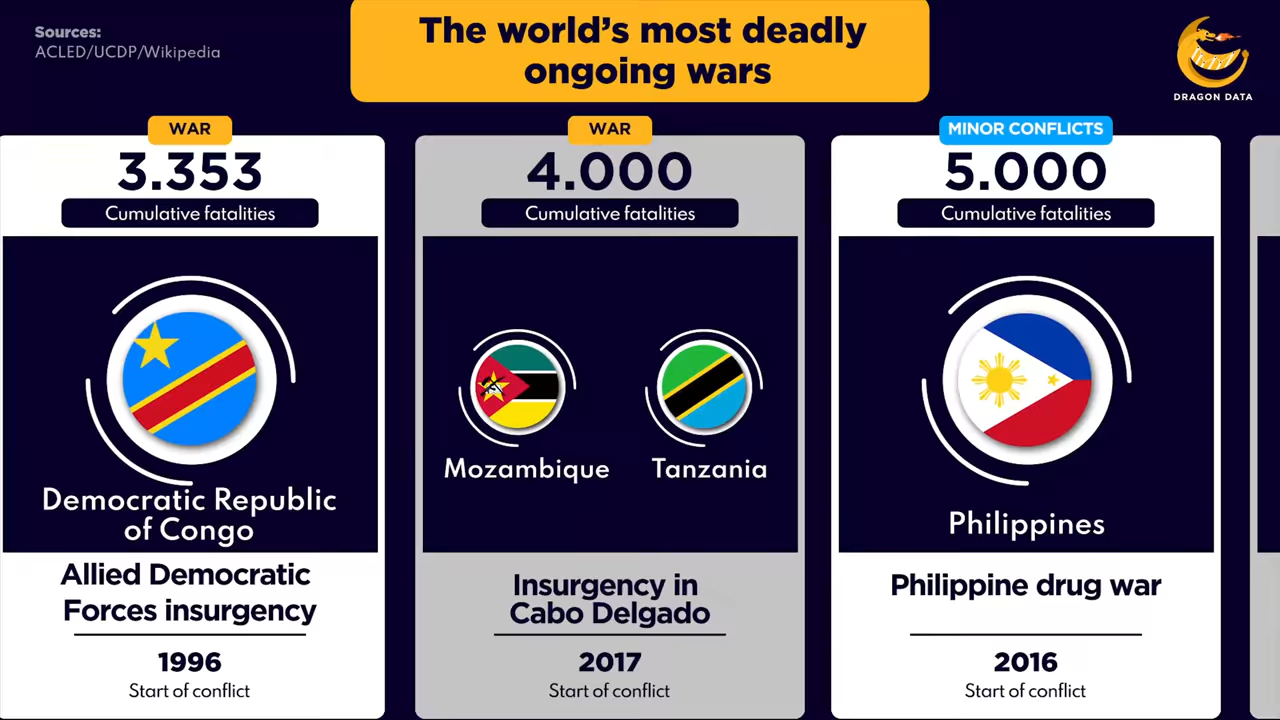 Sources:
ACLED/UCDP/Wikipedia
The world's most deadly
ongoing wars
DRAGON DATA
WAR
3.353
Cumulative fatalities
Democratic Republic
of Congo
Allied Democratic
Forces insurgency
1996
Start of conflict
WAR
4.000
Cumulative fatalities
Mozambique
Tanzania
Insurgency in
Cabo Delgado
2017
Start of conflict
MINOR CONFLICTS
5.000
Cumulative fatalities
Philippines
Philippine drug war
2016
Start of conflict